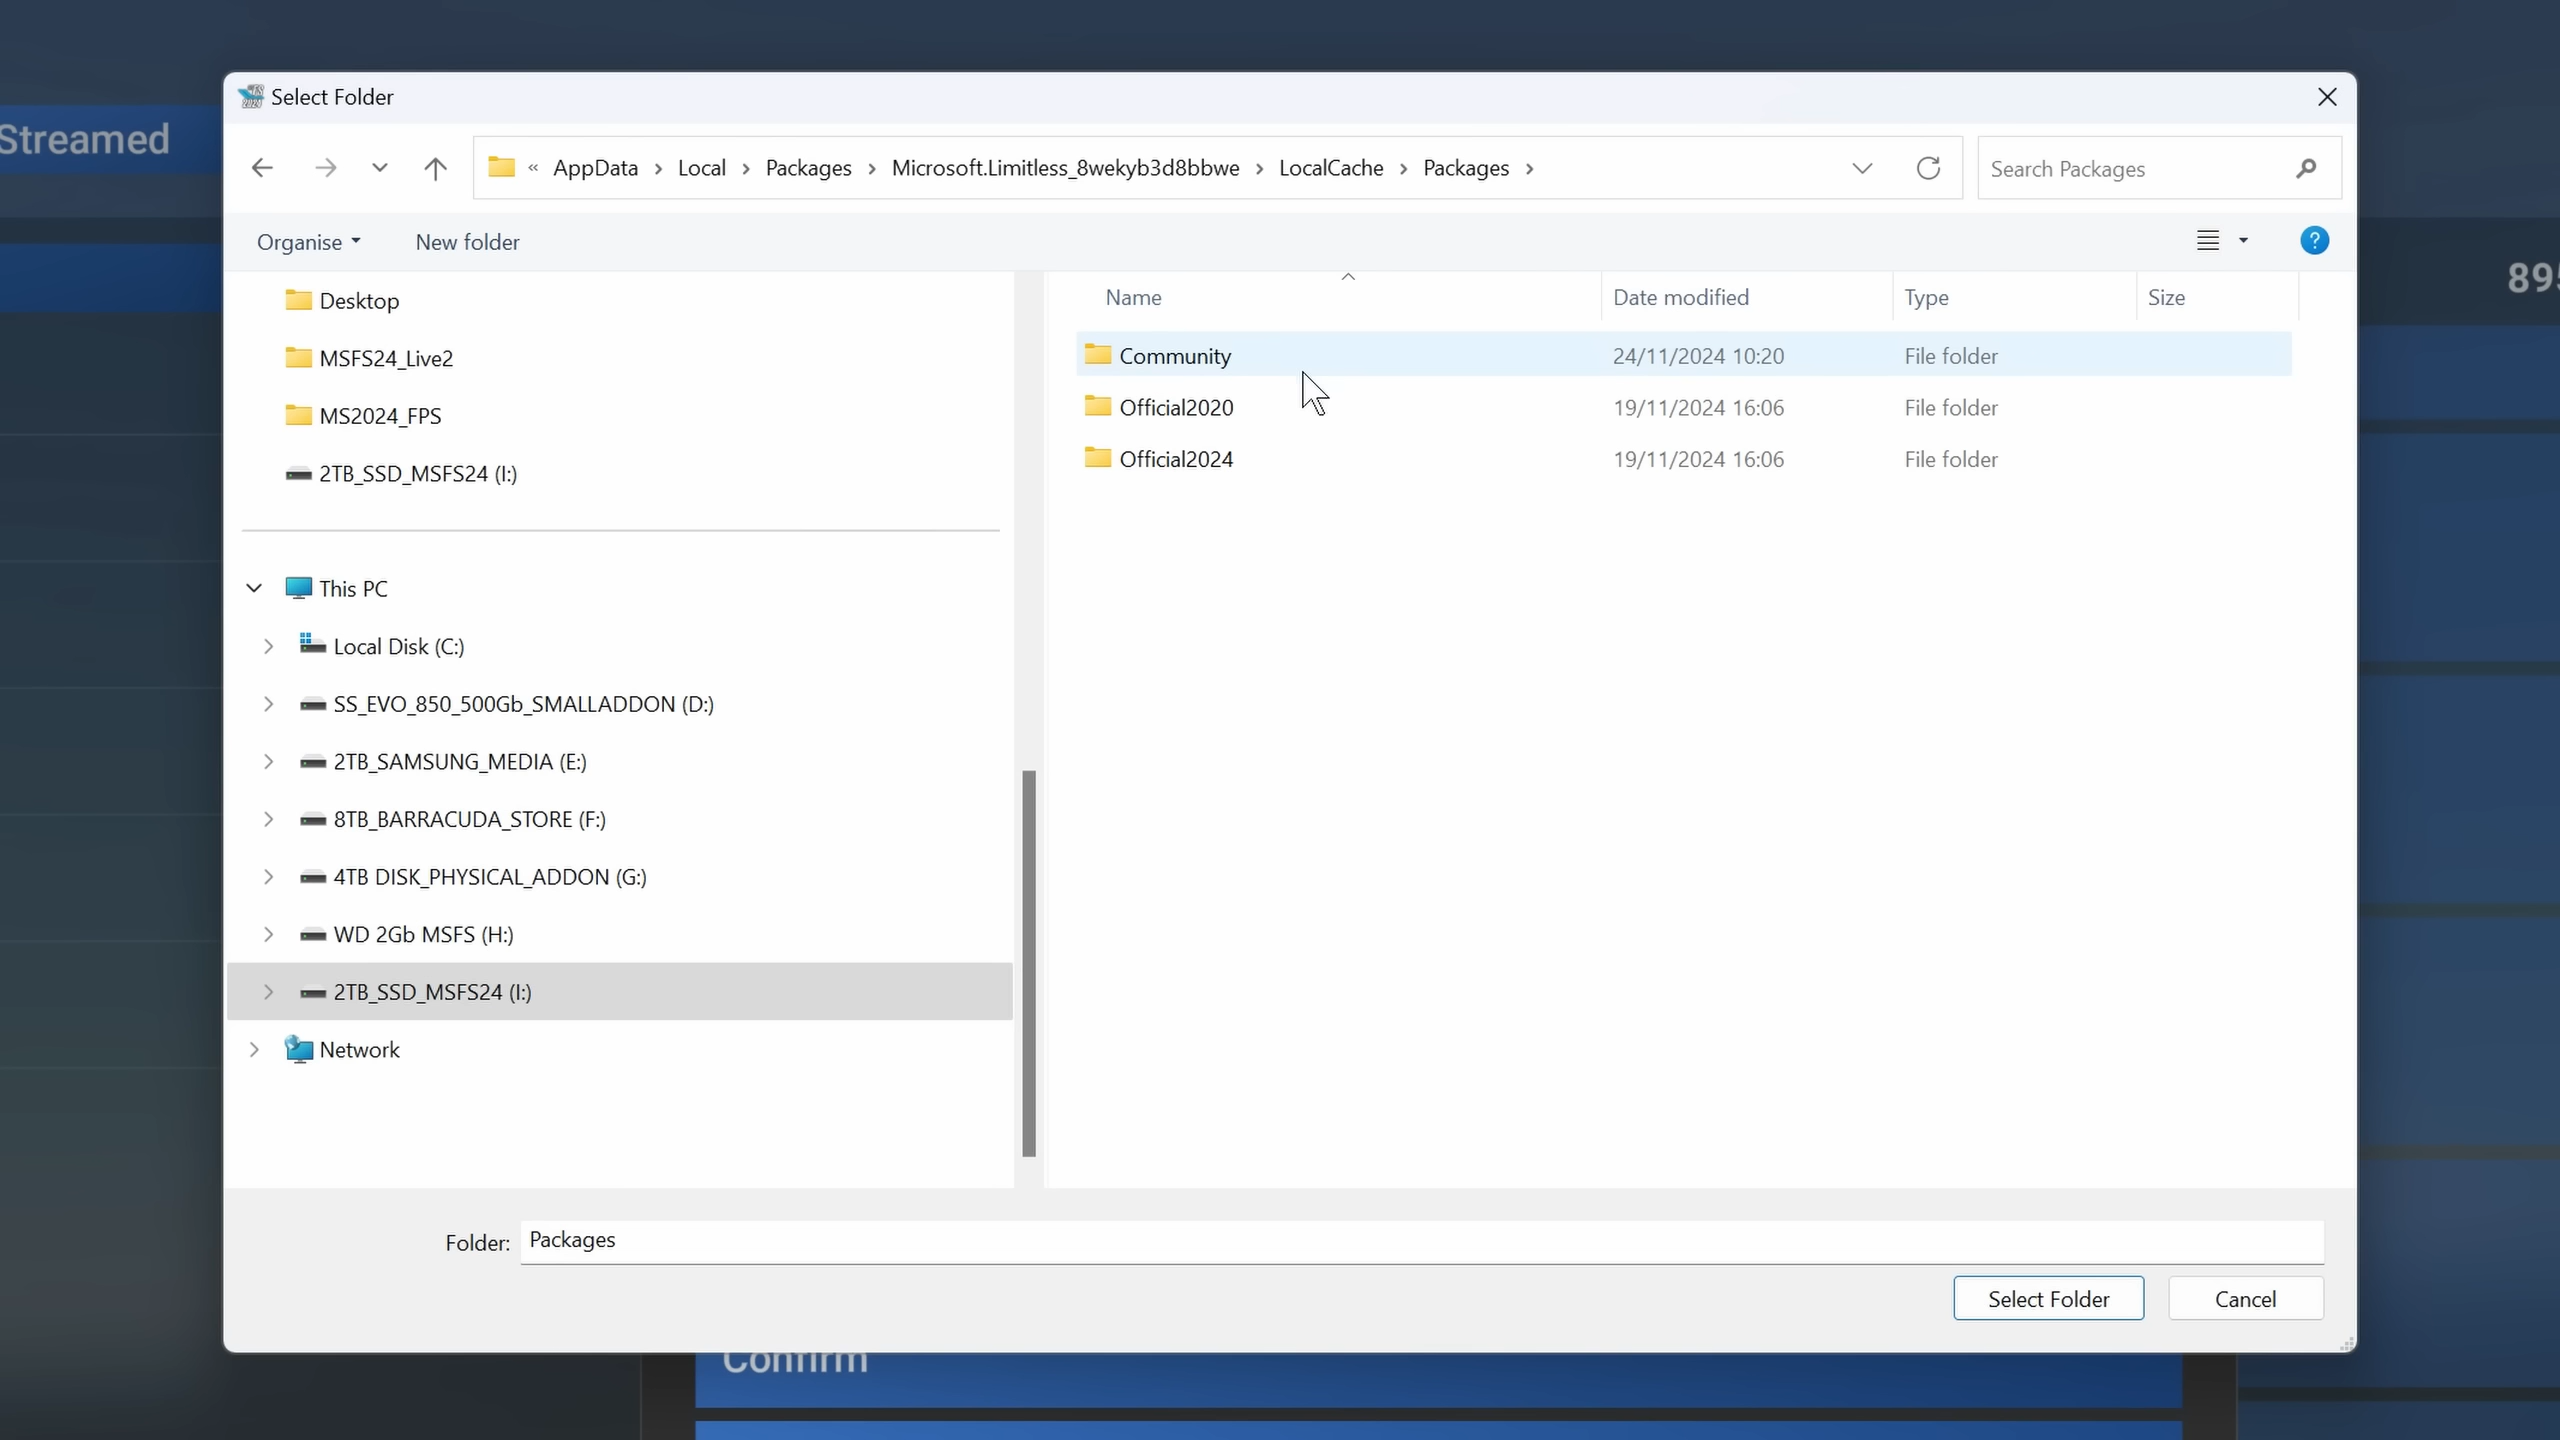 Streamed
Select Folder
« AppData > Local > Packages > Microsoft.Limitless_8wekyb3d8bbwe > LocalCache > Packages >
Search Packages
Organise
New folder
?
895
Desktop
MSFS24_Live2
MS2024_FPS
2TB_SSD_MSFS24 (I:)
This PC
Local Disk (C:)
SS_EVO_850_500Gb_SMALLADDON (D:)
2TB_SAMSUNG_MEDIA (E:)
8TB_BARRACUDA_STORE (F:)
4TB DISK_PHYSICAL_ADDON (G:)
WD 2Gb MSFS (H:)
2TB_SSD_MSFS24 (I:)
Network
Name Date modified Type Size
Community 24/11/2024 10:20 File folder
Official2020 19/11/2024 16:06 File folder
Official2024 19/11/2024 16:06 File folder
Folder: Packages
Select Folder
Cancel
Confirm